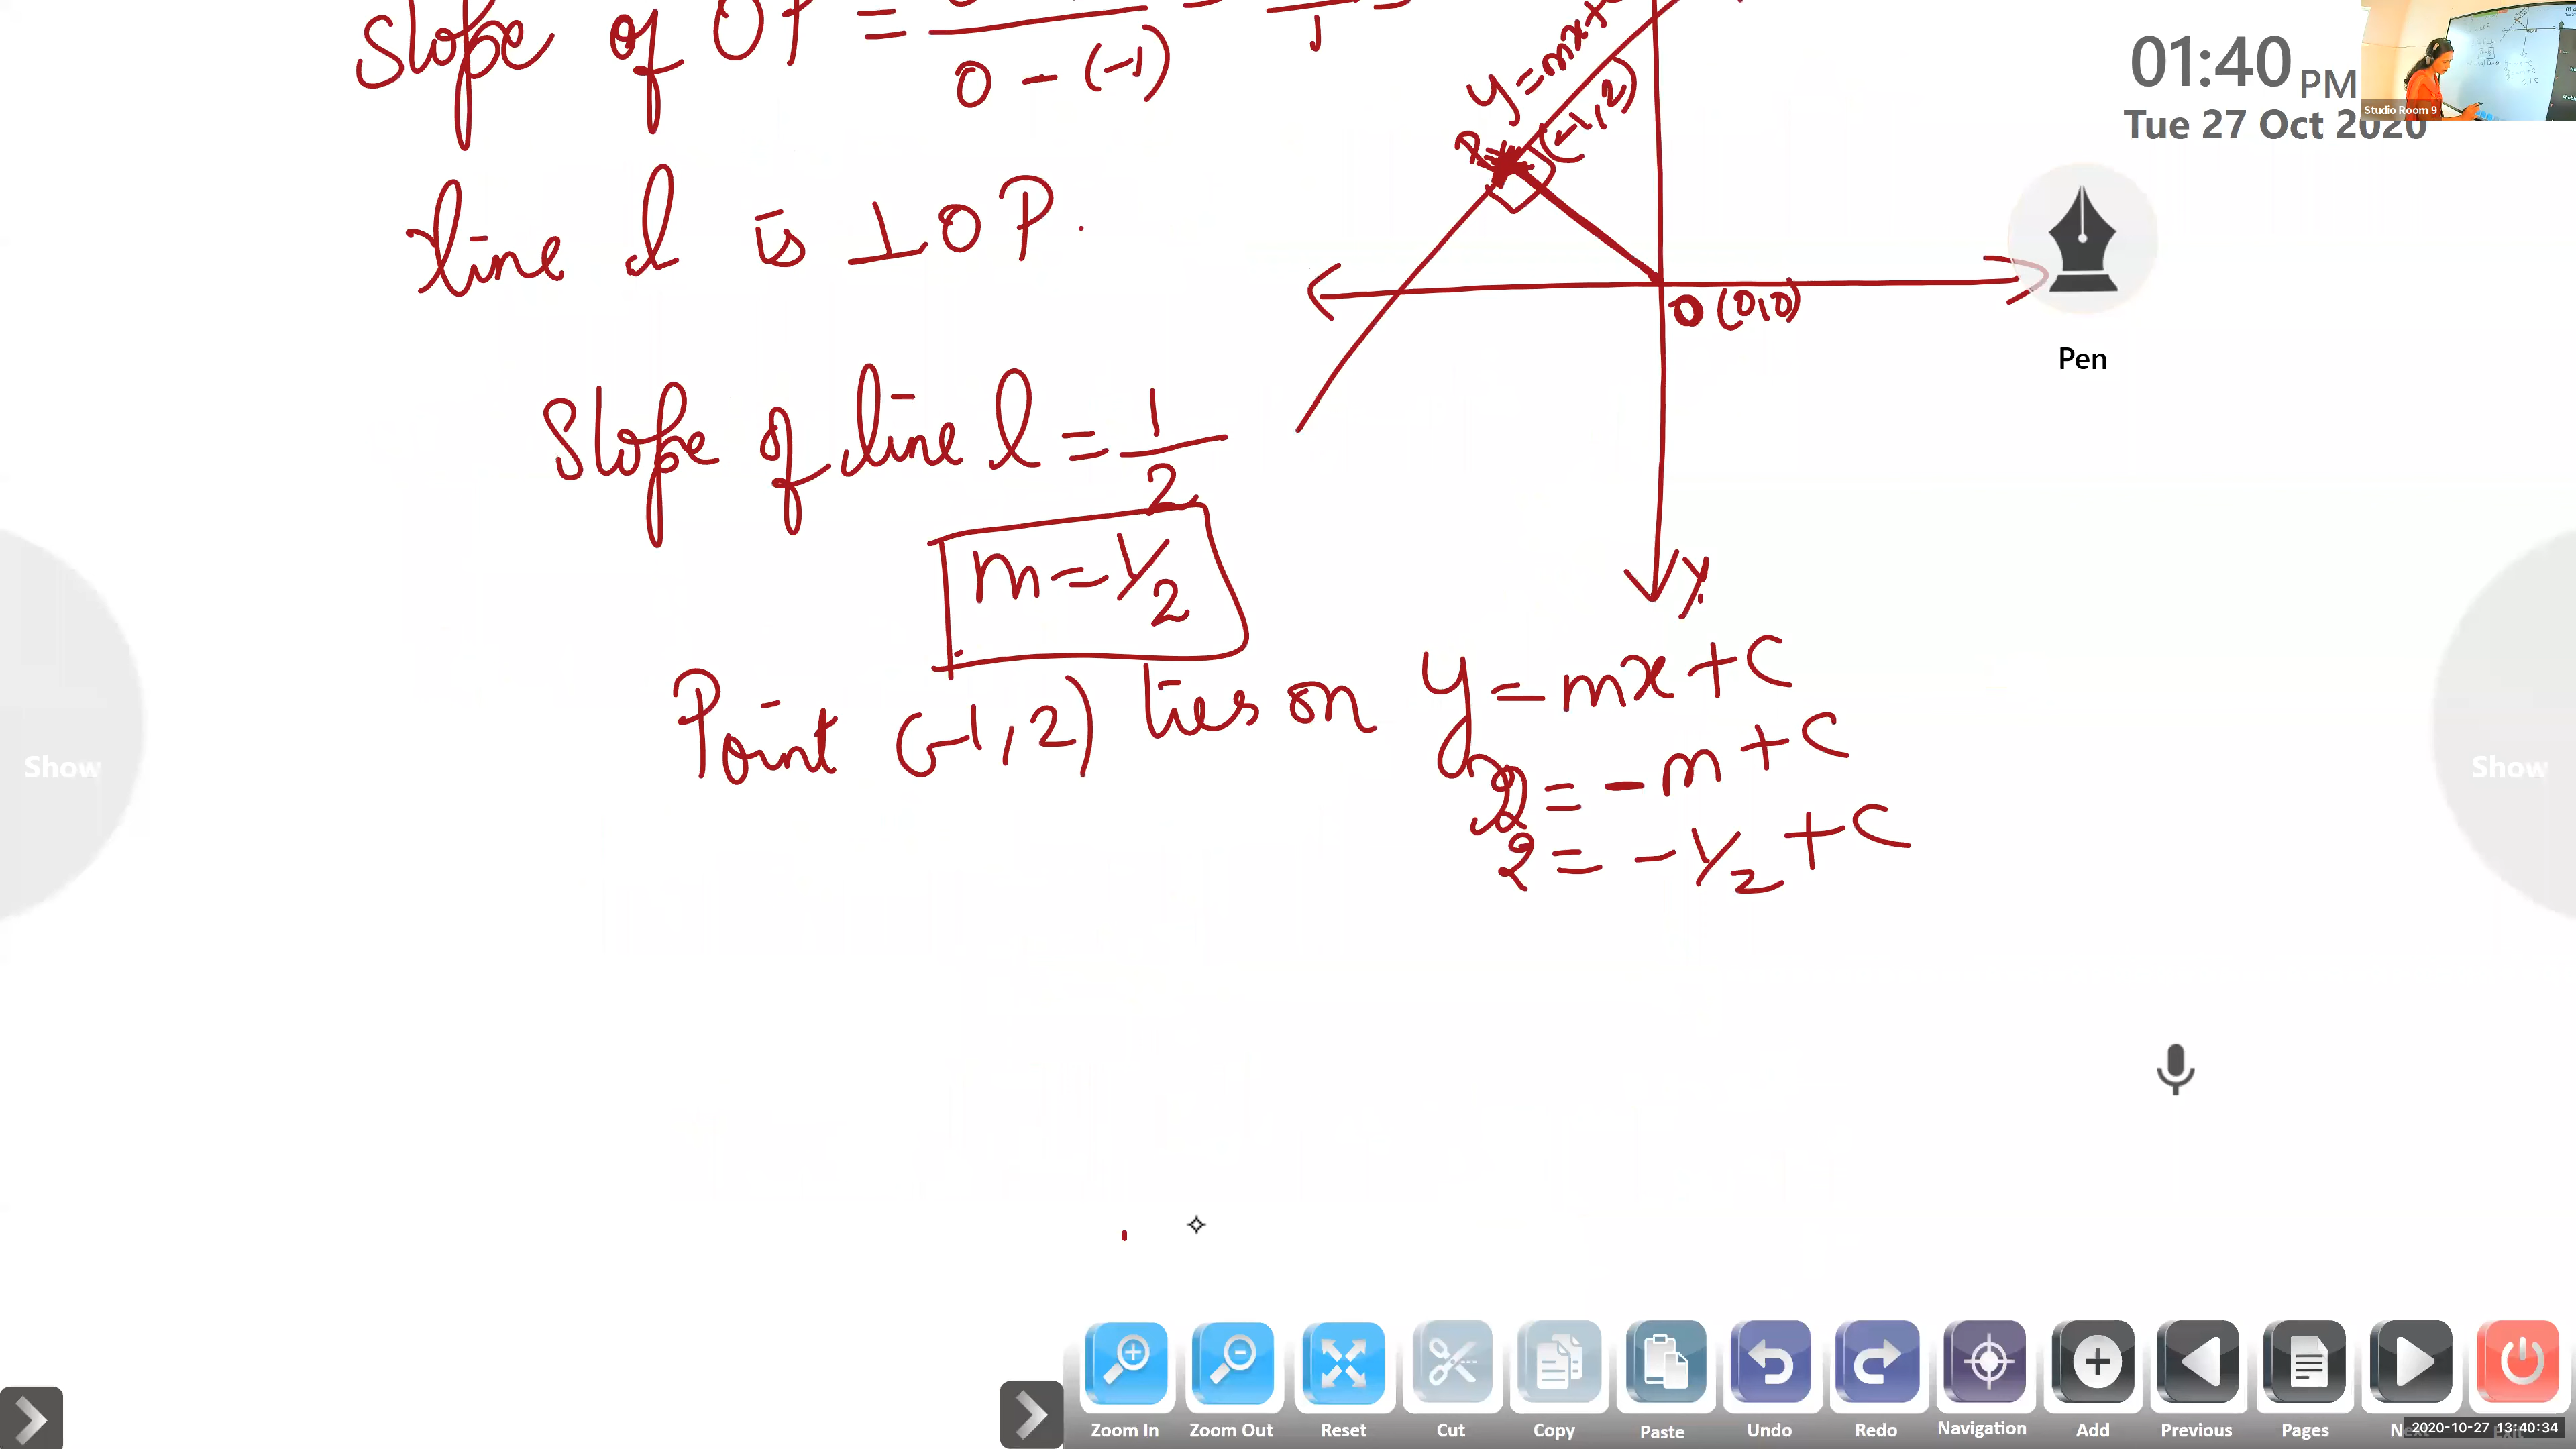 Slope of OP =
0 - (-1)
1
line l is ⊥ OP.
Slope of line l = 1/2
m = 1/2
Point (-1, 2) lies on y = mx + c
2 = -m + c
2 = -1/2 + c
y = mx +
P
(-1, 2)
O (0,0)
01:40 PM
Tue 27 Oct 2020
Studio Room 9
Pen
Show
Show
Zoom In
Zoom Out
Reset
Cut
Copy
Paste
Undo
Redo
Navigation
Add
Previous
Pages
2020-10-27 13:40:34